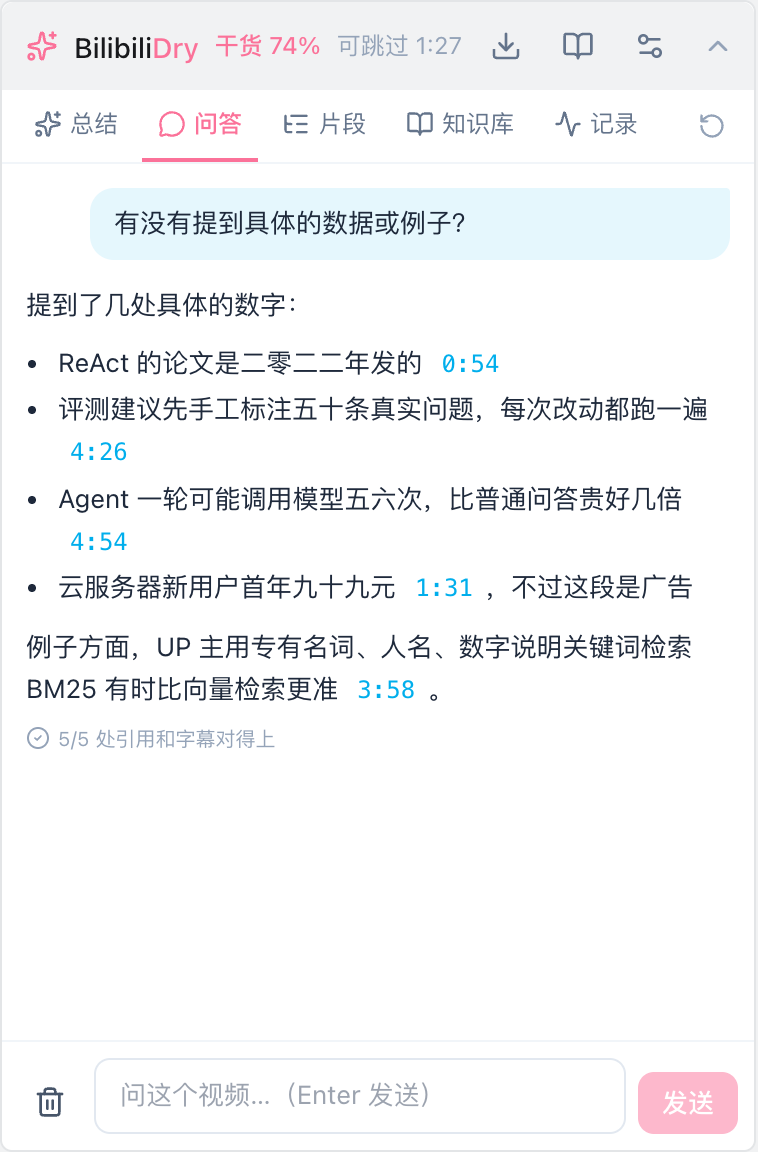 BilibiliDry 干货 74% 可跳过 1:27
总结 问答 片段 知识库 记录
有没有提到具体的数据或例子？
提到了几处具体的数字：
• ReAct 的论文是二零二二年发的 0:54
• 评测建议先手工标注五十条真实问题，每次改动都跑一遍
4:26
• Agent 一轮可能调用模型五六次，比普通问答贵好几倍
4:54
• 云服务器新用户首年九十九元 1:31 ，不过这段是广告
例子方面，UP 主用专有名词、人名、数字说明关键词检索
BM25 有时比向量检索更准 3:58 。
5/5 处引用和字幕对得上
问这个视频...（Enter 发送）
发送